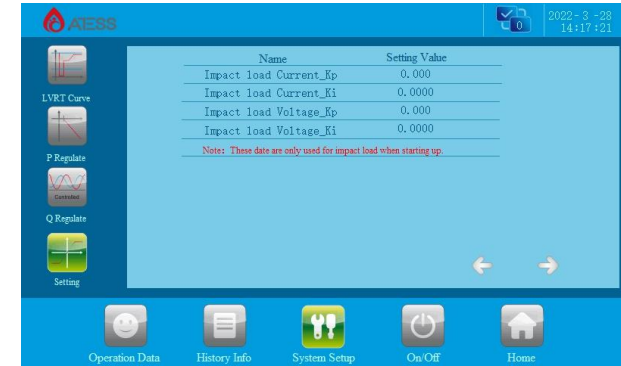 ATESS
0
2022-3-28
14:17:21
LVRT Curve
P Regulate
Controlled
Q Regulate
Setting
Name Setting Value
Impact load Current_Kp 0.000
Impact load Current_Ki 0.0000
Impact load Voltage_Kp 0.000
Impact load Voltage_Ki 0.0000
Note: These date are only used for impact load when starting up.
Operation Data History Info System Setup On/Off Home